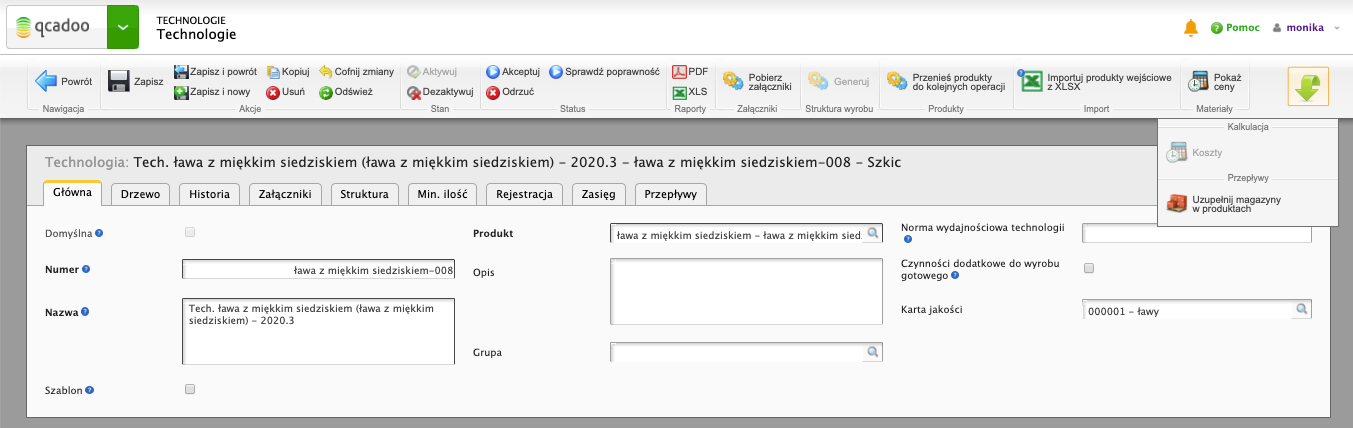 qcadoo
TECHNOLOGIE
Technologie
Pomoc
monika
Powrót
Nawigacja
Zapisz
Zapisz i powrót
Kopiuj
Cofnij zmiany
Zapisz i nowy
Usuń
Odśwież
Akcje
Aktywuj
Dezaktywuj
Stan
Akceptuj
Sprawdź poprawność
Odrzuć
Status
PDF
XLS
Raporty
Pobierz
załączniki
Załączniki
Generuj
Struktura wyrobu
Przenieś produkty
do kolejnych operacji
Produkty
Importuj produkty wejściowe
z XLSX
Import
Pokaż
ceny
Materiały
Kalkulacja
Koszty
Przepływy
Uzupełnij magazyny
w produktach
Technologia: Tech. ława z miękkim siedziskiem (ława z miękkim siedziskiem) - 2020.3 - ława z miękkim siedziskiem-008 - Szkic
Główna
Drzewo
Historia
Załączniki
Struktura
Min. ilość
Rejestracja
Zasięg
Przepływy
Domyślna
Numer
ława z miękkim siedziskiem-008
Nazwa
Tech. ława z miękkim siedziskiem (ława z miękkim
siedziskiem) - 2020.3
Szablon
Produkt
ława z miękkim siedziskiem - ława z miękkim sied
Opis
Grupa
Norma wydajnościowa technologii
Czynności dodatkowe do wyrobu
gotowego
Karta jakości
000001 - ławy